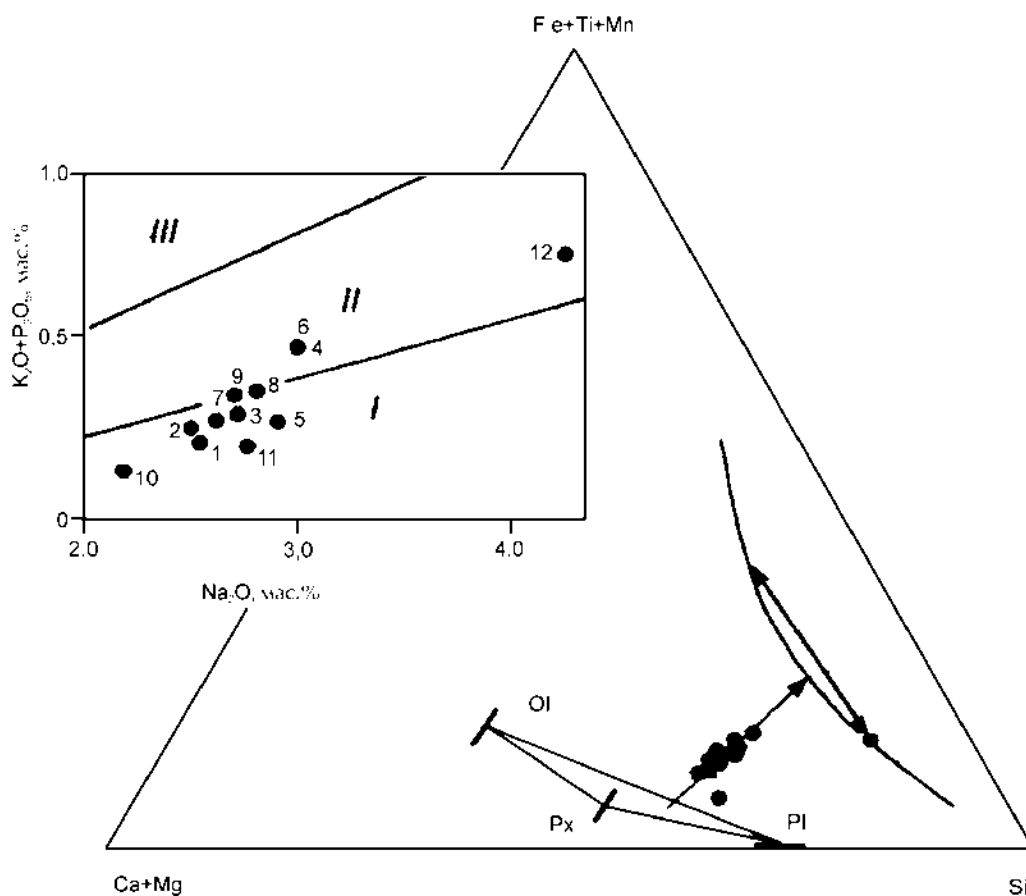 Fe+Ti+Mn
1.0
III
12
K₂O+P₂O₅, мас.%
II
6
0.5
4
9
7
8
I
2
3
5
1
11
10
0
2.0
3,0
4.0
Na₂O, мас.%
Ol
Px
Pl
Ca+Mg
Si